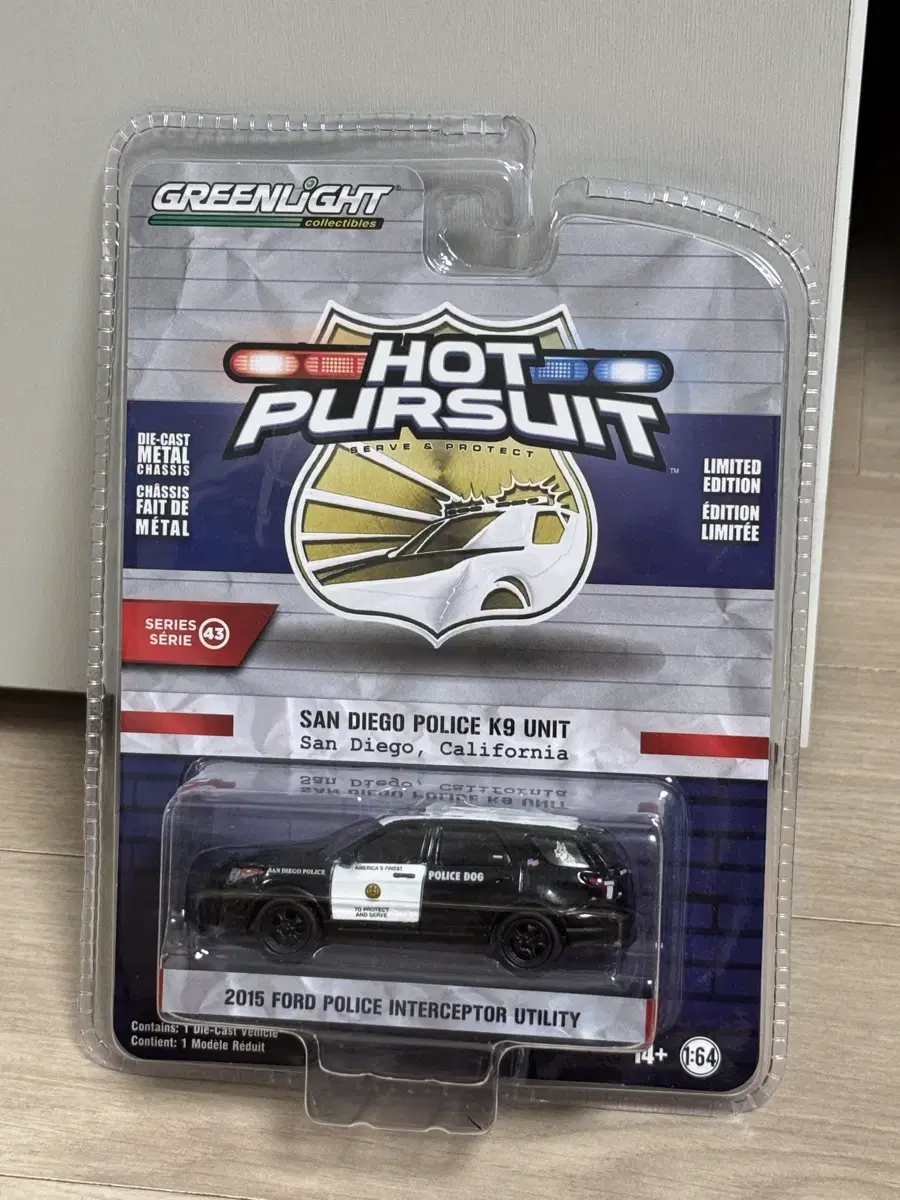 GREENLiGHT
collectibles
HOT
PURSUIT
™
SERVE & PROTECT
DIE-CAST
METAL
CHASSIS
CHÂSSIS
FAIT DE
MÉTAL
LIMITED
EDITION
ÉDITION
LIMITÉE
SERIES
SÉRIE
43
SAN DIEGO POLICE K9 UNIT
San Diego, California
SAN DIEGO POLICE
AMERICA'S FINEST
TO PROTECT
AND SERVE
POLICE DOG
2015 FORD POLICE INTERCEPTOR UTILITY
Contains: 1 Die-Cast Vehicle
Contient: 1 Modèle Réduit
14+
1:64